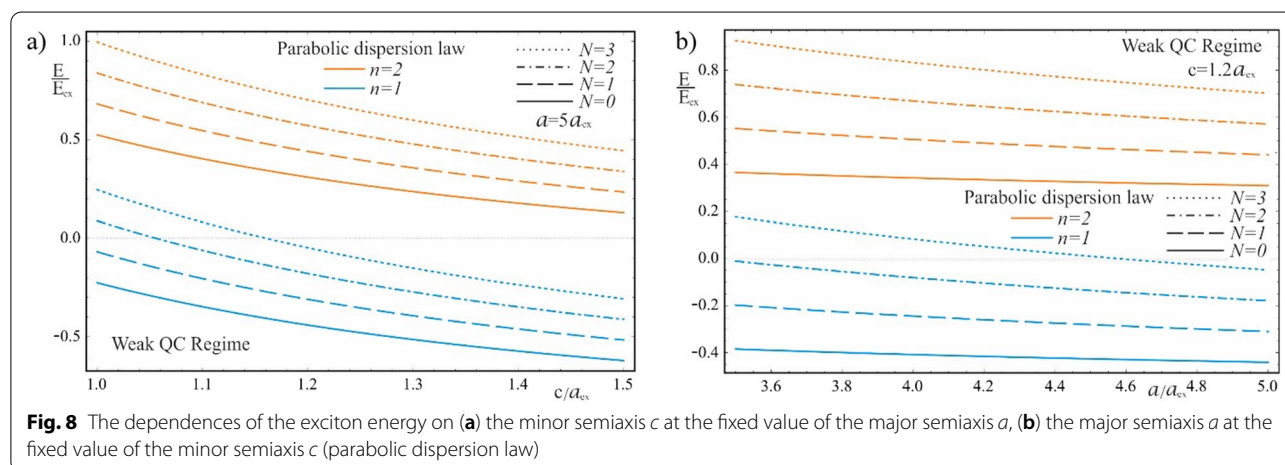 a)
1.0
E
E_ex
0.5
0.0
-0.5
Parabolic dispersion law
n=2
n=1
N=3
N=2
N=1
N=0
a=5a_ex
Weak QC Regime
1.0 1.1 1.2 1.3 1.4 1.5
c/a_ex
b)
0.8
E
E_ex
0.6
0.4
0.2
0.0
-0.2
-0.4
Weak QC Regime
c=1.2a_ex
Parabolic dispersion law
n=2
n=1
N=3
N=2
N=1
N=0
3.6 3.8 4.0 4.2 4.4 4.6 4.8 5.0
a/a_ex
Fig. 8 The dependences of the exciton energy on (a) the minor semiaxis c at the fixed value of the major semiaxis a, (b) the major semiaxis a at the
fixed value of the minor semiaxis c (parabolic dispersion law)